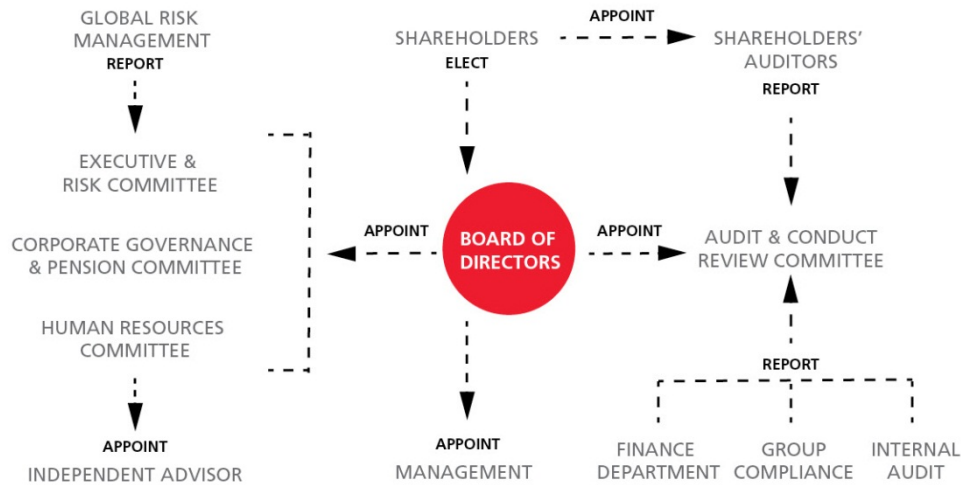 GLOBAL RISK
MANAGEMENT
REPORT
EXECUTIVE &
RISK COMMITTEE
CORPORATE GOVERNANCE
& PENSION COMMITTEE
HUMAN RESOURCES
COMMITTEE
APPOINT
INDEPENDENT ADVISOR
SHAREHOLDERS
ELECT
APPOINT
SHAREHOLDERS’
AUDITORS
REPORT
APPOINT
BOARD OF
DIRECTORS
APPOINT
AUDIT & CONDUCT
REVIEW COMMITTEE
APPOINT
MANAGEMENT
REPORT
FINANCE
DEPARTMENT
GROUP
COMPLIANCE
INTERNAL
AUDIT